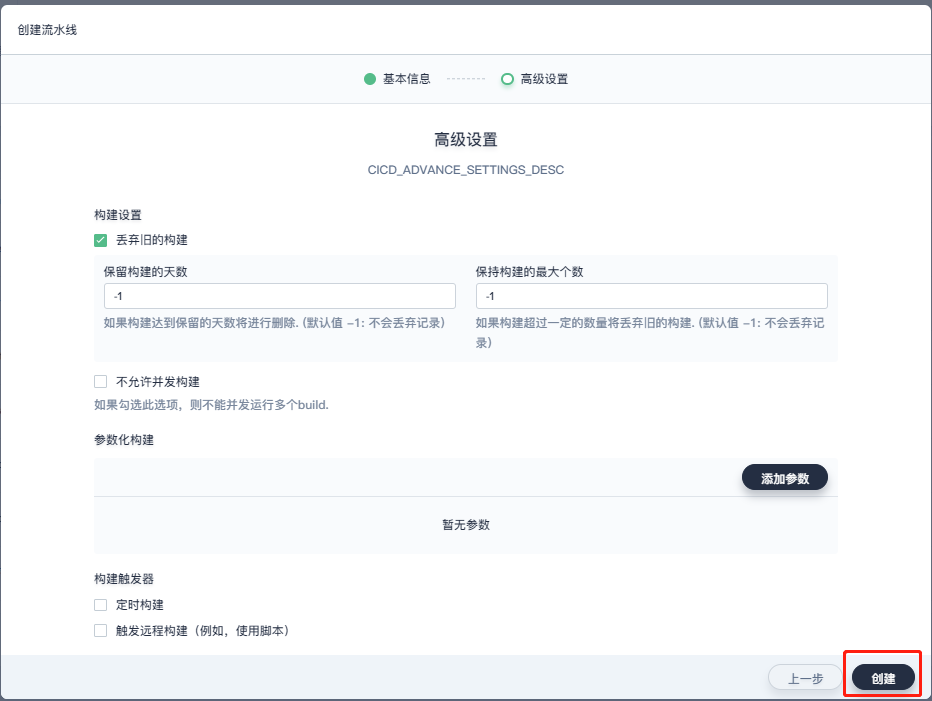 创建流水线
基本信息 高级设置
高级设置
CICD_ADVANCE_SETTINGS_DESC
构建设置
丢弃旧的构建
保留构建的天数
-1
如果构建达到保留的天数将进行删除. (默认值 -1: 不会丢弃记录)
保持构建的最大个数
-1
如果构建超过一定的数量将丢弃旧的构建. (默认值 -1: 不会丢弃记
录)
不允许并发构建
如果勾选此选项，则不能并发运行多个build.
参数化构建
添加参数
暂无参数
构建触发器
定时构建
触发远程构建（例如，使用脚本）
上一步 创建